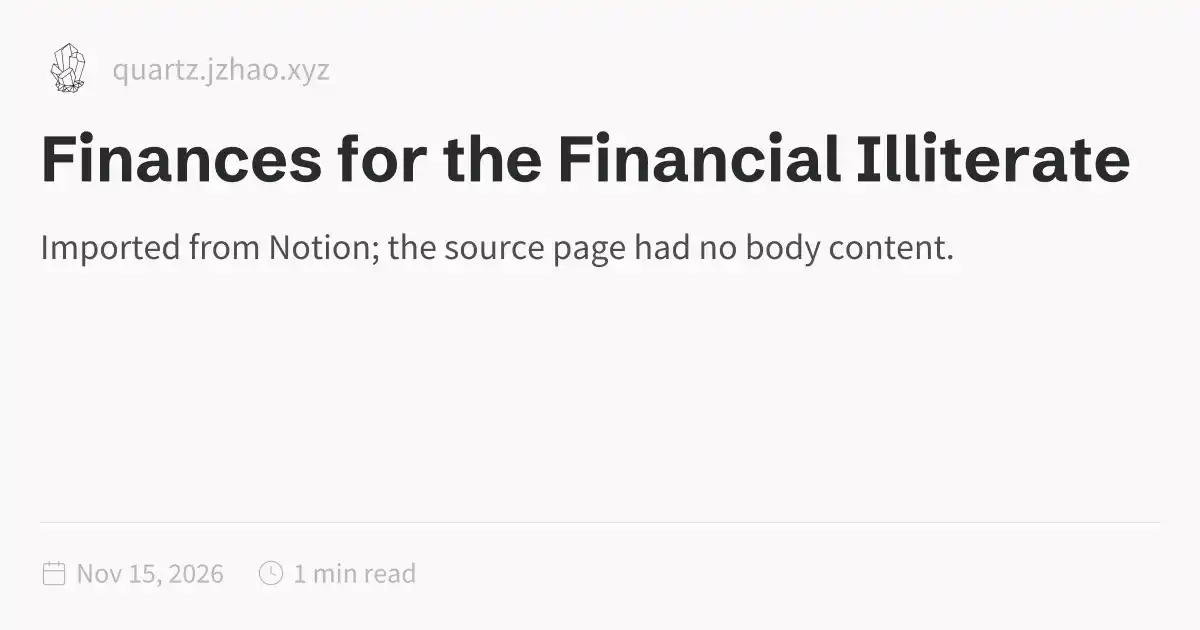 quartz.jzhao.xyz
Finances for the Financial Illiterate
Imported from Notion; the source page had no body content.
Nov 15, 2026
1 min read